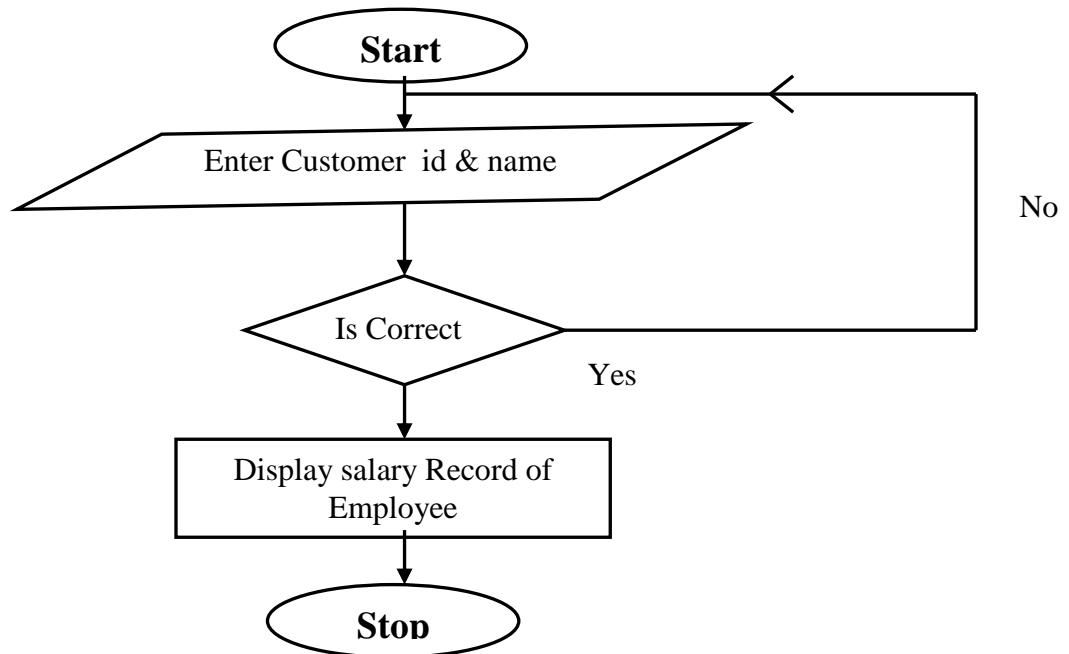 Start
Enter Customer id & name
No
Is Correct
Yes
Display salary Record of
Employee
Stop